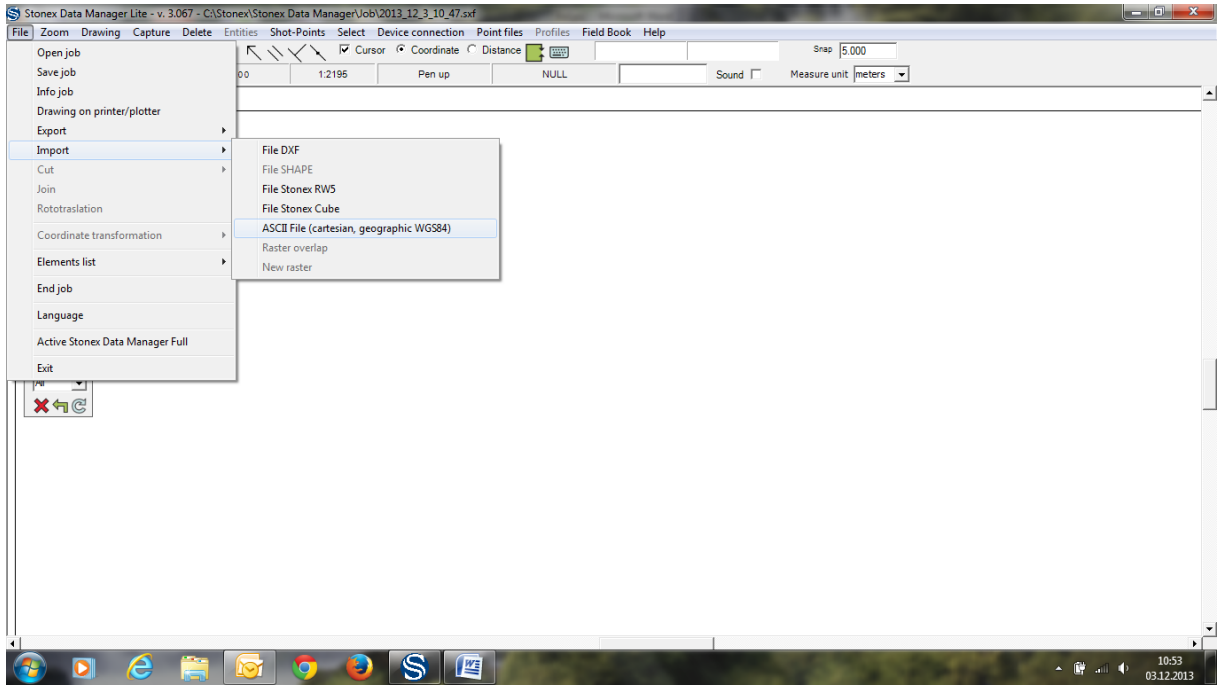 Stonex Data Manager Lite - v. 3.067 - C:\Stonex\Stonex Data Manager\Job\2013_12_3_10_47.sxf
File Zoom Drawing Capture Delete Entities Shot-Points Select Device connection Point files Profiles Field Book Help
Cursor Coordinate Distance Snap 5.000
00 1:2195 Pen up NULL Sound Measure unit meters
Open job
Save job
Info job
Drawing on printer/plotter
Export
Import
Cut
Join
Rototraslation
Coordinate transformation
Elements list
End job
Language
Active Stonex Data Manager Full
Exit
File DXF
File SHAPE
File Stonex RW5
File Stonex Cube
ASCII File (cartesian, geographic WGS84)
Raster overlap
New raster
10:53
03.12.2013